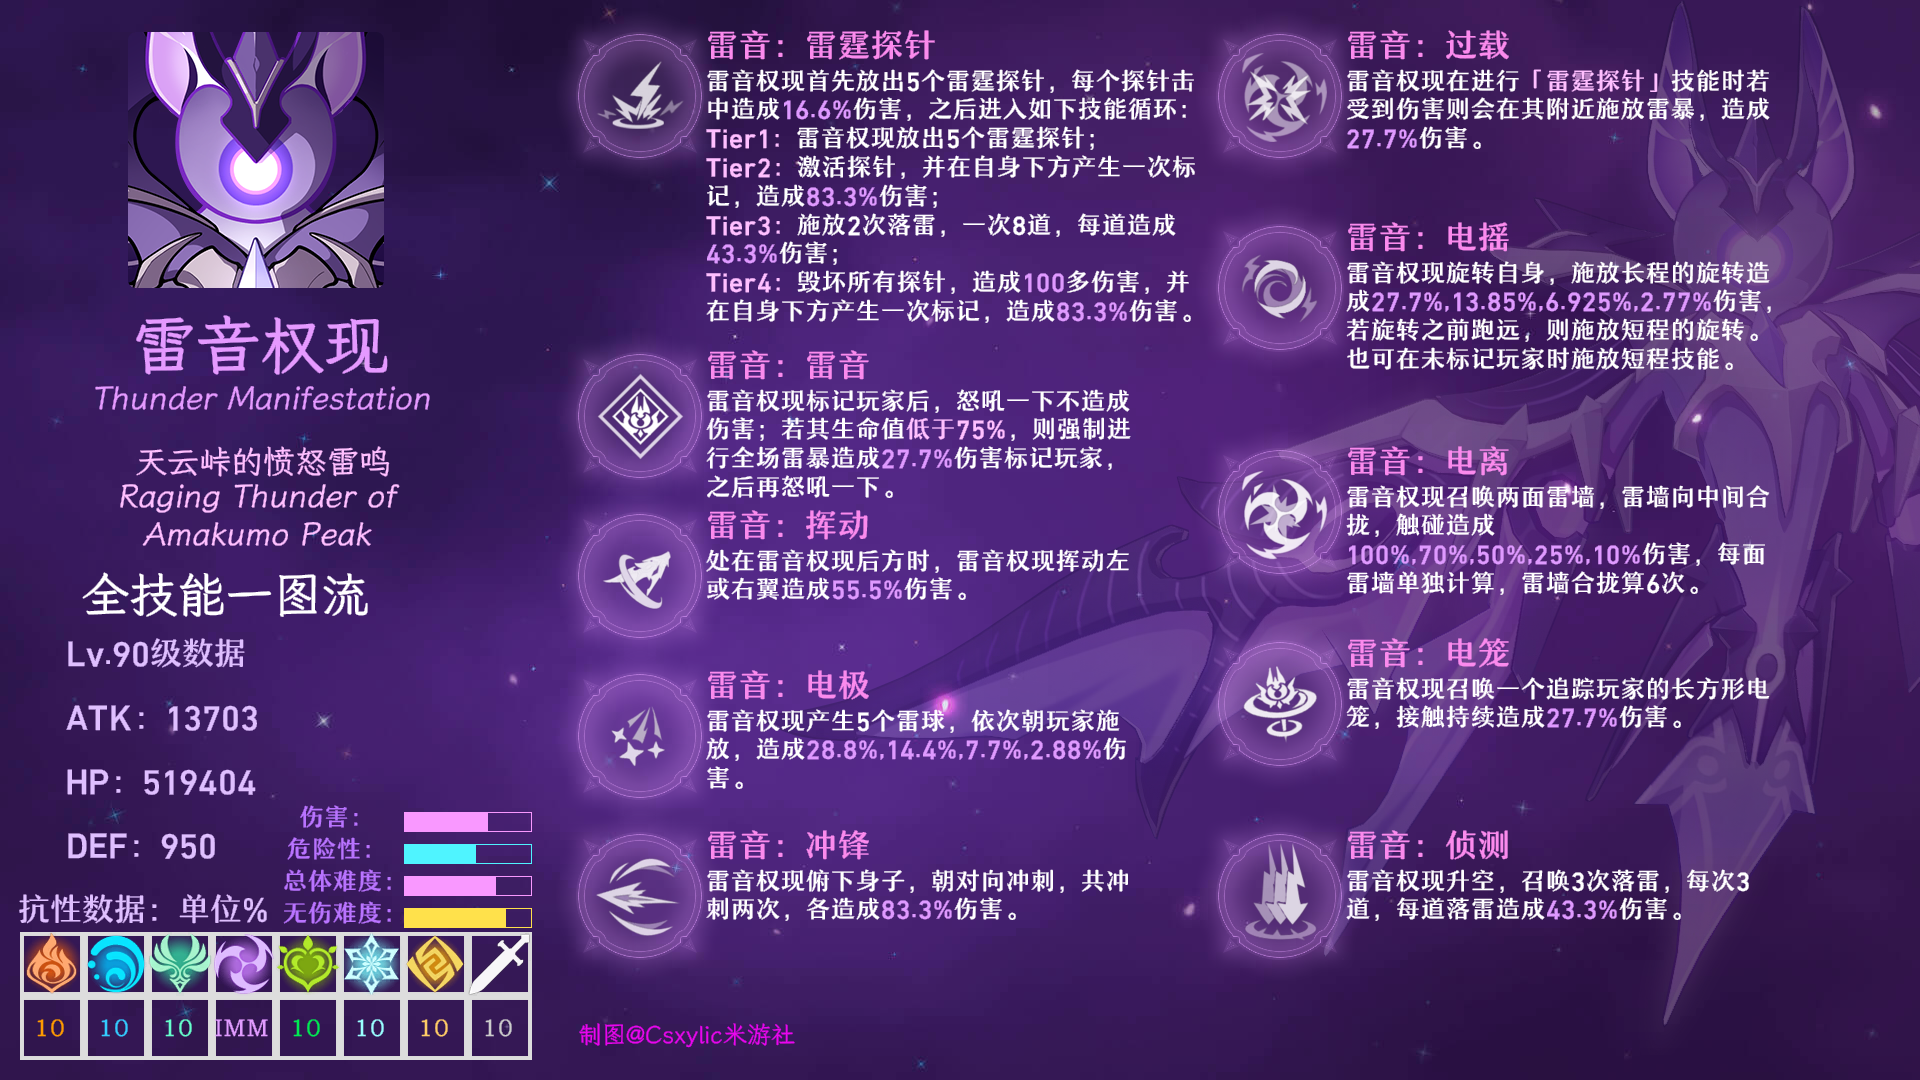 雷音权现
Thunder Manifestation
天云峠的愤怒雷鸣
Raging Thunder of
Amakumo Peak
全技能一图流
Lv.90级数据
ATK：13703
HP：519404
DEF：950
伤害：
危险性：
总体难度：
无伤难度：
抗性数据：单位%
10 10 10 IMM 10 10 10 10
雷音：雷霆探针
雷音权现首先放出5个雷霆探针，每个探针击
中造成16.6%伤害，之后进入如下技能循环：
Tier1：雷音权现放出5个雷霆探针；
Tier2：激活探针，并在自身下方产生一次标
记，造成83.3%伤害；
Tier3：施放2次落雷，一次8道，每道造成
43.3%伤害；
Tier4：毁坏所有探针，造成100多伤害，并
在自身下方产生一次标记，造成83.3%伤害。
雷音：雷音
雷音权现标记玩家后，怒吼一下不造成
伤害；若其生命值低于75%，则强制进
行全场雷暴造成27.7%伤害标记玩家，
之后再怒吼一下。
雷音：挥动
处在雷音权现后方时，雷音权现挥动左
或右翼造成55.5%伤害。
雷音：电极
雷音权现产生5个雷球，依次朝玩家施
放，造成28.8%,14.4%,7.7%,2.88%伤
害。
雷音：冲锋
雷音权现俯下身子，朝对向冲刺，共冲
刺两次，各造成83.3%伤害。
雷音：过载
雷音权现在进行「雷霆探针」技能时若
受到伤害则会在其附近施放雷暴，造成
27.7%伤害。
雷音：电摇
雷音权现旋转自身，施放长程的旋转造
成27.7%,13.85%,6.925%,2.77%伤害，
若旋转之前跑远，则施放短程的旋转。
也可在未标记玩家时施放短程技能。
雷音：电离
雷音权现召唤两面雷墙，雷墙向中间合
拢，触碰造成
100%,70%,50%,25%,10%伤害，每面
雷墙单独计算，雷墙合拢算6次。
雷音：电笼
雷音权现召唤一个追踪玩家的长方形电
笼，接触持续造成27.7%伤害。
雷音：侦测
雷音权现升空，召唤3次落雷，每次3
道，每道落雷造成43.3%伤害。
制图@Csxylic米游社